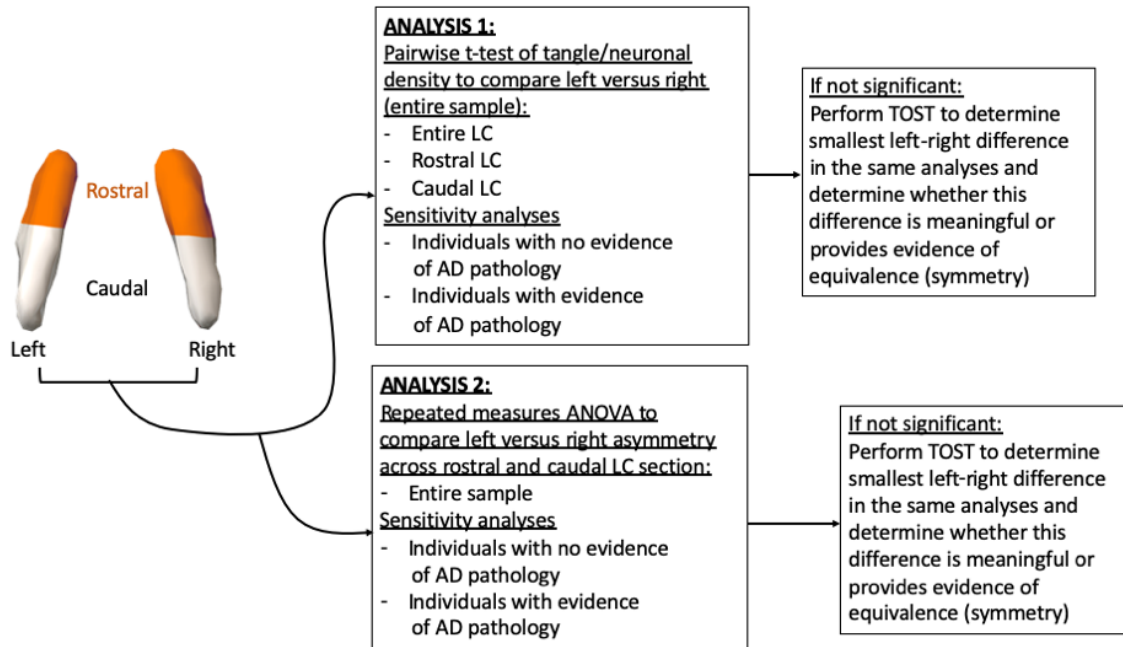 Rostral
Caudal
Left
Right
ANALYSIS 1:
Pairwise t-test of tangle/neuronal
density to compare left versus right
(entire sample):
- Entire LC
- Rostral LC
- Caudal LC
Sensitivity analyses
- Individuals with no evidence
of AD pathology
- Individuals with evidence
of AD pathology
If not significant:
Perform TOST to determine
smallest left-right difference
in the same analyses and
determine whether this
difference is meaningful or
provides evidence of
equivalence (symmetry)
ANALYSIS 2:
Repeated measures ANOVA to
compare left versus right asymmetry
across rostral and caudal LC section:
- Entire sample
Sensitivity analyses
- Individuals with no evidence
of AD pathology
- Individuals with evidence
of AD pathology
If not significant:
Perform TOST to determine
smallest left-right difference
in the same analyses and
determine whether this
difference is meaningful or
provides evidence of
equivalence (symmetry)